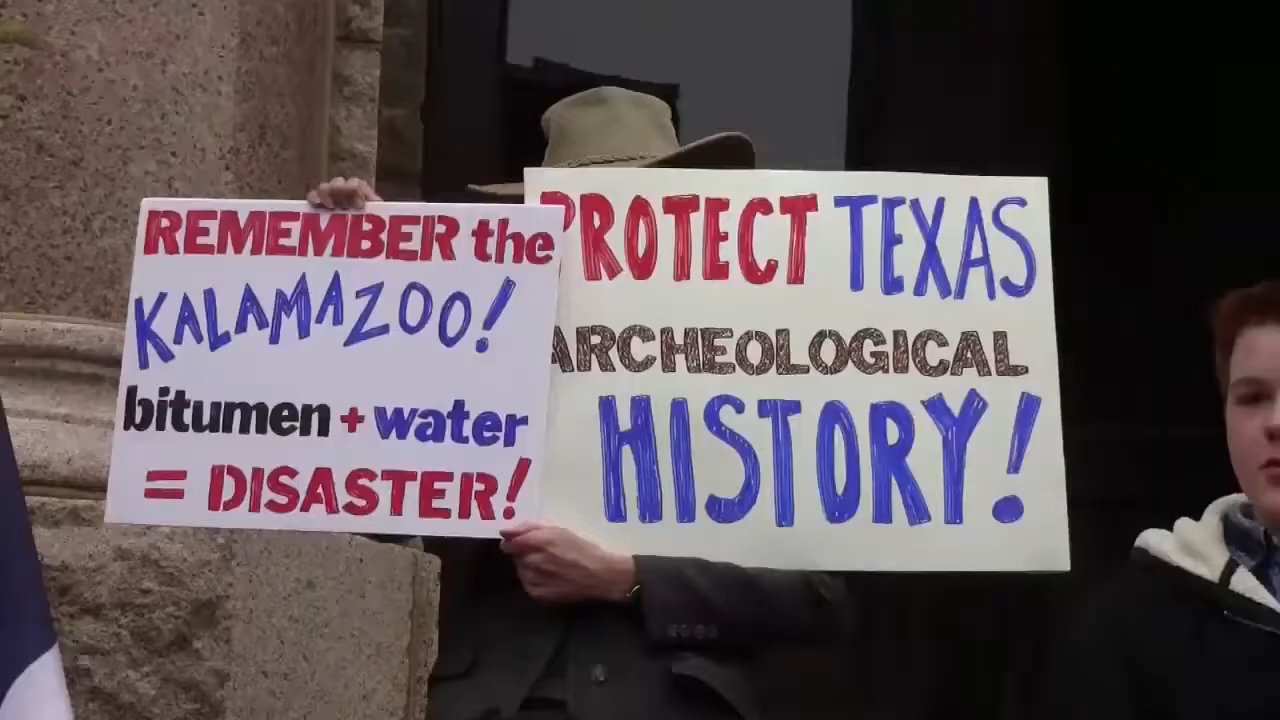 REMEMBER the
KALAMAZOO!
bitumen + water
= DISASTER!
PROTECT TEXAS
ARCHEOLOGICAL
HISTORY!